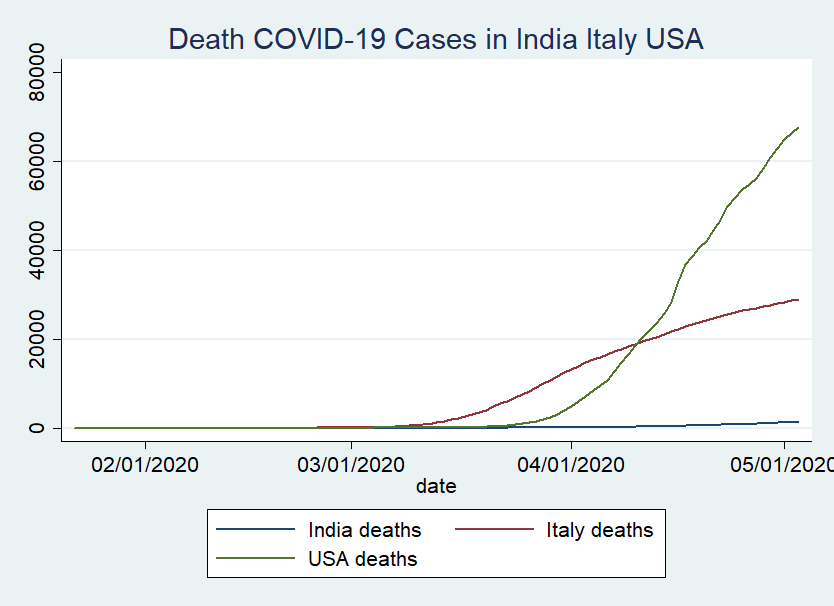 Death COVID-19 Cases in India Italy USA
80000
60000
40000
20000
0
02/01/2020 03/01/2020 04/01/2020 05/01/2020
date
India deaths Italy deaths
USA deaths